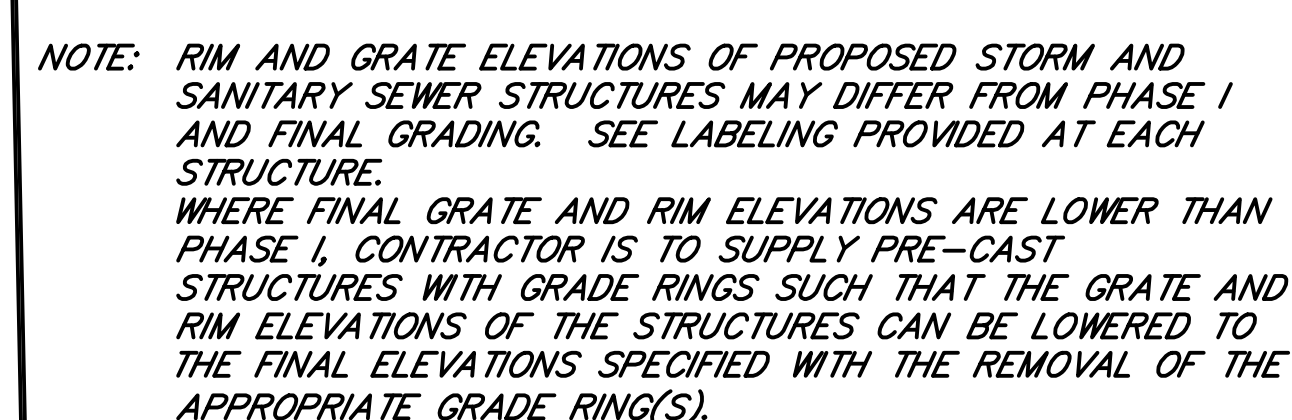 NOTE: RIM AND GRATE ELEVATIONS OF PROPOSED STORM AND
SANITARY SEWER STRUCTURES MAY DIFFER FROM PHASE I
AND FINAL GRADING. SEE LABELING PROVIDED AT EACH
STRUCTURE.
WHERE FINAL GRATE AND RIM ELEVATIONS ARE LOWER THAN
PHASE I, CONTRACTOR IS TO SUPPLY PRE-CAST
STRUCTURES WITH GRADE RINGS SUCH THAT THE GRATE AND
RIM ELEVATIONS OF THE STRUCTURES CAN BE LOWERED TO
THE FINAL ELEVATIONS SPECIFIED WITH THE REMOVAL OF THE
APPROPRIATE GRADE RING(S).